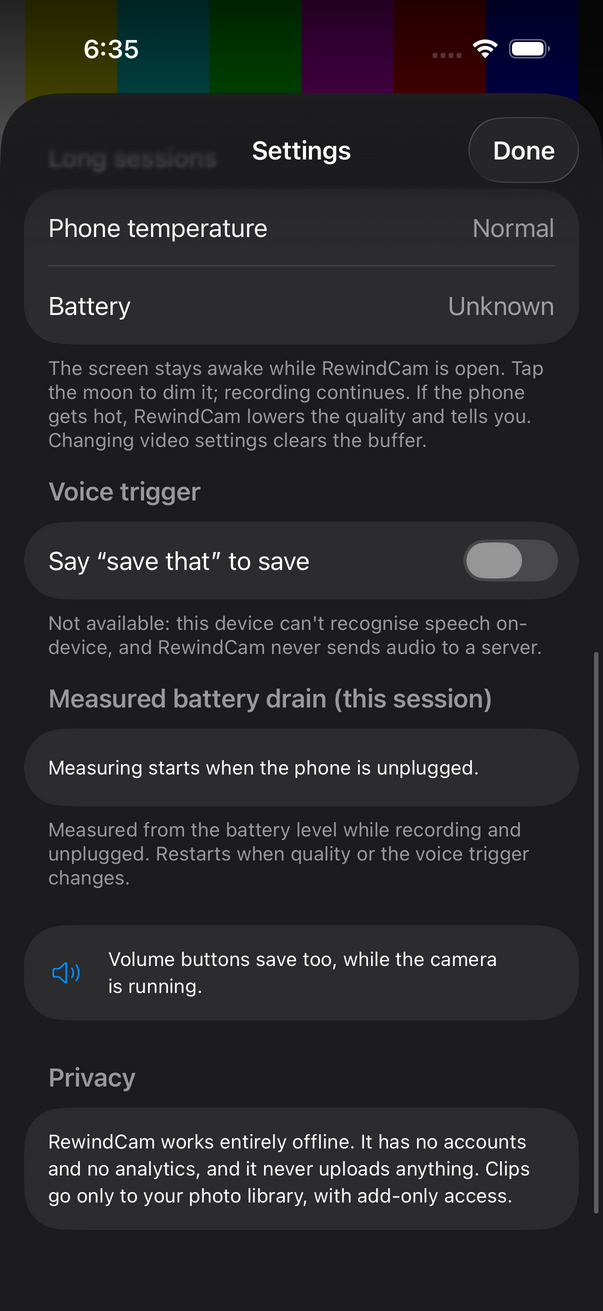 6:35
Long sessions
Settings
Done
Phone temperature
Normal
Battery
Unknown
The screen stays awake while RewindCam is open. Tap
the moon to dim it; recording continues. If the phone
gets hot, RewindCam lowers the quality and tells you.
Changing video settings clears the buffer.
Voice trigger
Say “save that” to save
Not available: this device can't recognise speech on-
device, and RewindCam never sends audio to a server.
Measured battery drain (this session)
Measuring starts when the phone is unplugged.
Measured from the battery level while recording and
unplugged. Restarts when quality or the voice trigger
changes.
Volume buttons save too, while the camera
is running.
Privacy
RewindCam works entirely offline. It has no accounts
and no analytics, and it never uploads anything. Clips
go only to your photo library, with add-only access.